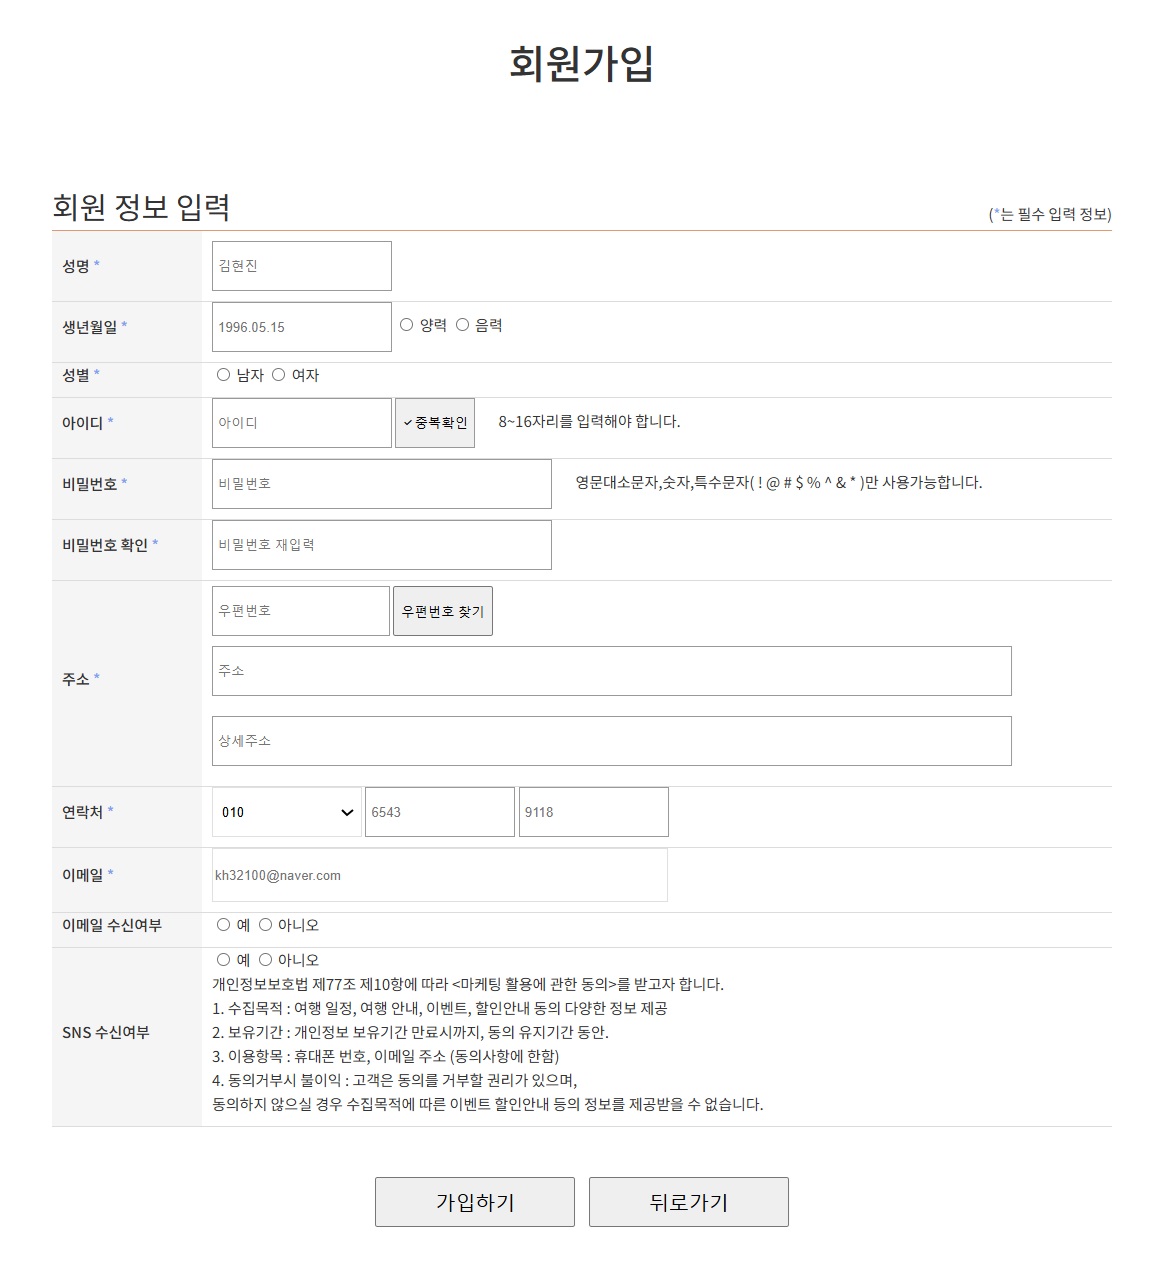 회원가입
회원 정보 입력 (*는 필수 입력 정보)
성명 * 김현진
생년월일 * 1996.05.15 양력 음력
성별 * 남자 여자
아이디 * 아이디 ✓중복확인 8~16자리를 입력해야 합니다.
비밀번호 * 비밀번호 영문대소문자,숫자,특수문자( ! @ # $ % ^ & * )만 사용가능합니다.
비밀번호 확인 * 비밀번호 재입력
우편번호 우편번호 찾기
주소
주소 *
상세주소
연락처 * 010 6543 9118
이메일 * kh32100@naver.com
이메일 수신여부 예 아니오
예 아니오
개인정보보호법 제77조 제10항에 따라 <마케팅 활용에 관한 동의>를 받고자 합니다.
1. 수집목적 : 여행 일정, 여행 안내, 이벤트, 할인안내 동의 다양한 정보 제공
2. 보유기간 : 개인정보 보유기간 만료시까지, 동의 유지기간 동안.
SNS 수신여부
3. 이용항목 : 휴대폰 번호, 이메일 주소 (동의사항에 한함)
4. 동의거부시 불이익 : 고객은 동의를 거부할 권리가 있으며,
동의하지 않으실 경우 수집목적에 따른 이벤트 할인안내 등의 정보를 제공받을 수 없습니다.
가입하기 뒤로가기